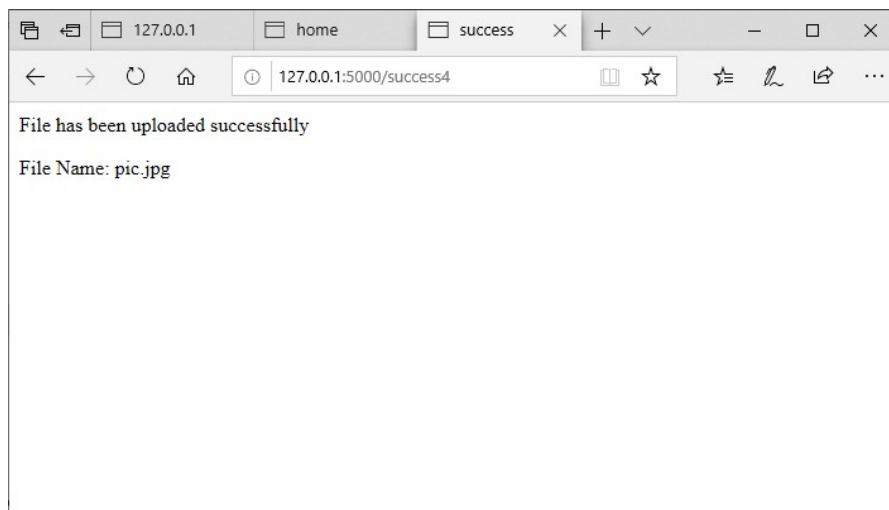 127.0.0.1
home
success
127.0.0.1:5000/success4
File has been uploaded successfully
File Name: pic.jpg